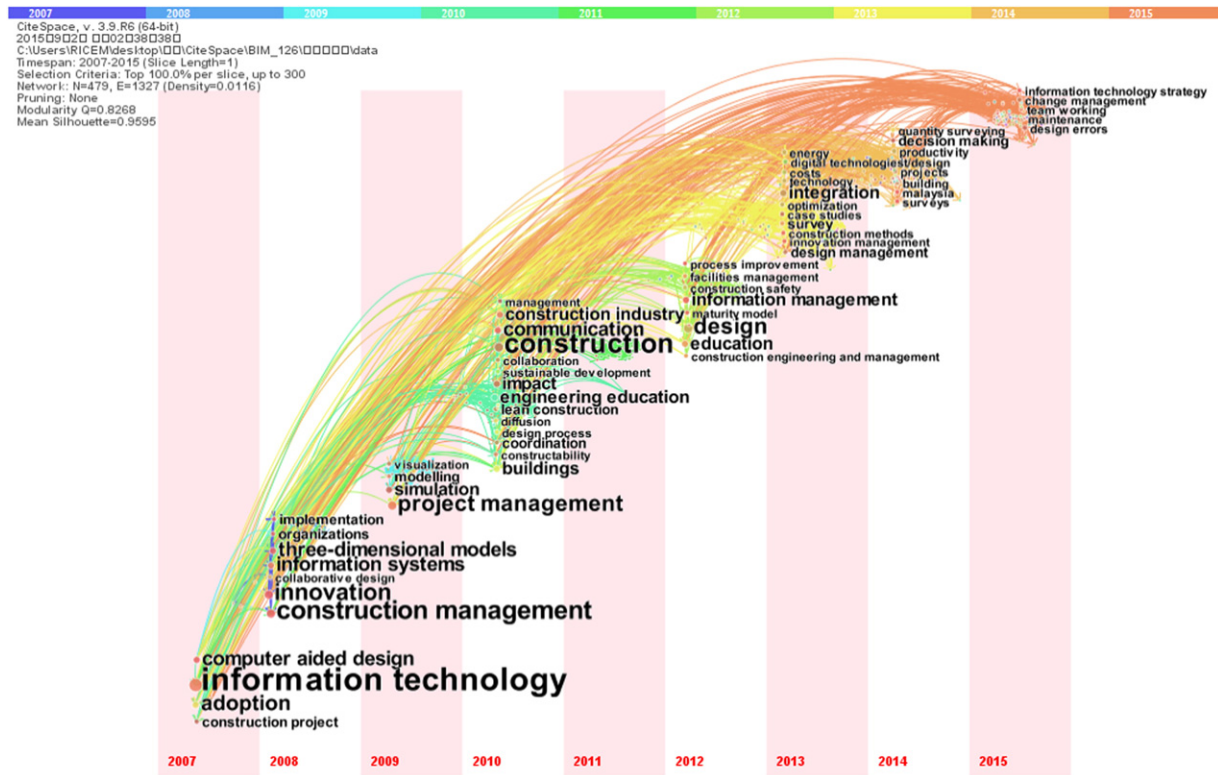 2007 2008 2009 2010 2011 2012 2013 2014 2015
CiteSpace, v. 3.9.R6 (64-bit)
2015□9□2□ □□02□38□38□
C:\Users\RICEM\desktop\□□\CiteSpace\BIM_126\□□□□□\data
Timespan: 2007-2015 (Slice Length=1)
Selection Criteria: Top 100.0% per slice, up to 300
Network: N=479, E=1327 (Density=0.0116)
Pruning: None
Modularity Q=0.8268
Mean Silhouette=0.9595
information technology strategy
change management
team working
maintenance
design errors
quantity surveying
decision making
productivity
projects
building
malaysia
surveys
energy
digital technologiest/design
costs
technology
integration
optimization
case studies
survey
construction methods
innovation management
design management
process improvement
facilities management
construction safety
information management
maturity model
design
education
construction engineering and management
management
construction industry
communication
construction
collaboration
sustainable development
impact
engineering education
lean construction
diffusion
design process
coordination
constructability
buildings
visualization
modelling
simulation
project management
implementation
organizations
three-dimensional models
information systems
collaborative design
innovation
construction management
computer aided design
information technology
adoption
construction project
2007 2008 2009 2010 2011 2012 2013 2014 2015